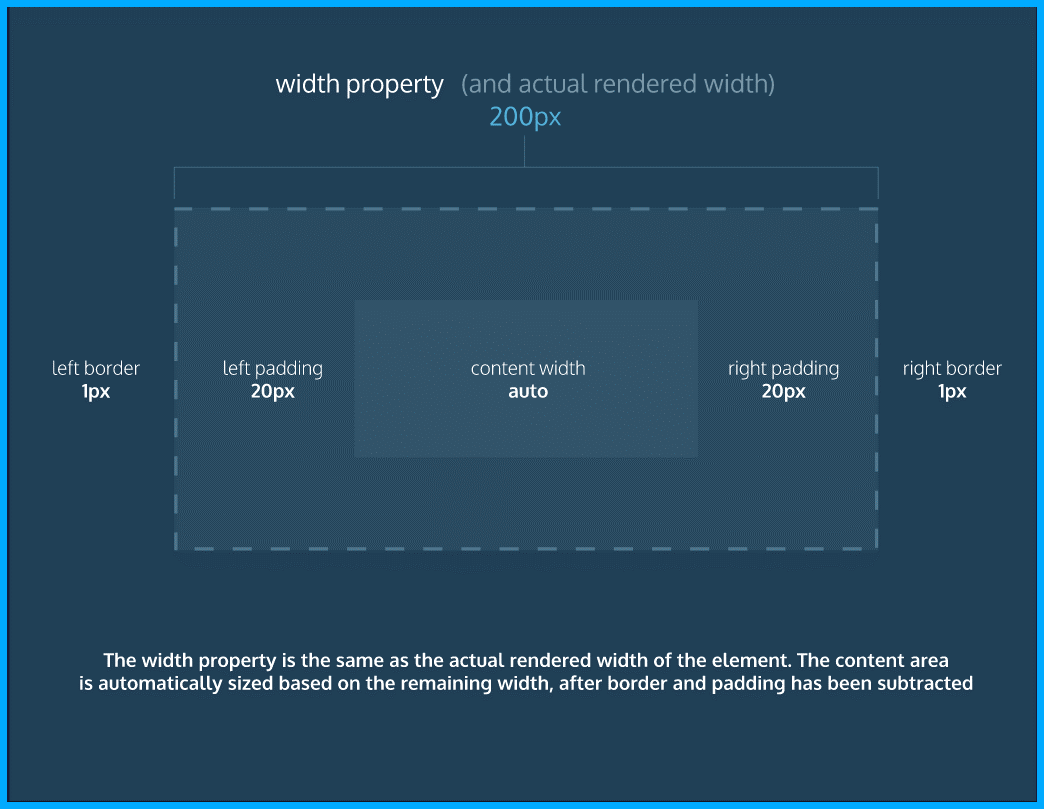 width property (and actual rendered width)
200px
left border
1px
left padding
20px
content width
auto
right padding
20px
right border
1px
The width property is the same as the actual rendered width of the element. The content area
is automatically sized based on the remaining width, after border and padding has been subtracted